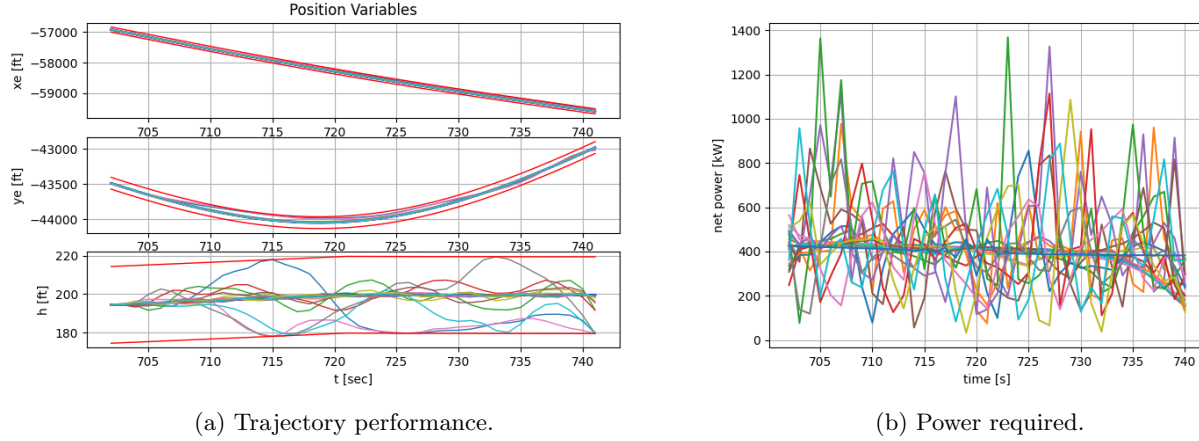 Position Variables
xe [ft]
−57000
−58000
−59000
705 710 715 720 725 730 735 740
ye [ft]
−43000
−43500
−44000
705 710 715 720 725 730 735 740
h [ft]
220
200
180
705 710 715 720 725 730 735 740
t [sec]
(a) Trajectory performance.
net power [kW]
1400
1200
1000
800
600
400
200
0
705 710 715 720 725 730 735 740
time [s]
(b) Power required.